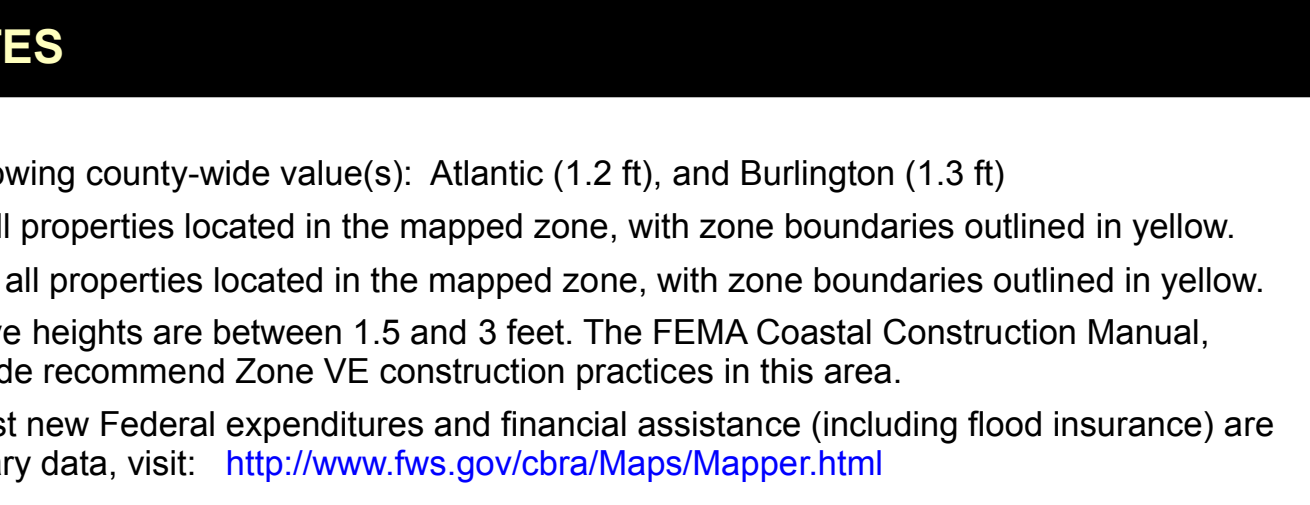 TES
owing county-wide value(s): Atlantic (1.2 ft), and Burlington (1.3 ft)
ll properties located in the mapped zone, with zone boundaries outlined in yellow.
all properties located in the mapped zone, with zone boundaries outlined in yellow.
ve heights are between 1.5 and 3 feet. The FEMA Coastal Construction Manual,
de recommend Zone VE construction practices in this area.
st new Federal expenditures and financial assistance (including flood insurance) are
ary data, visit: http://www.fws.gov/cbra/Maps/Mapper.html